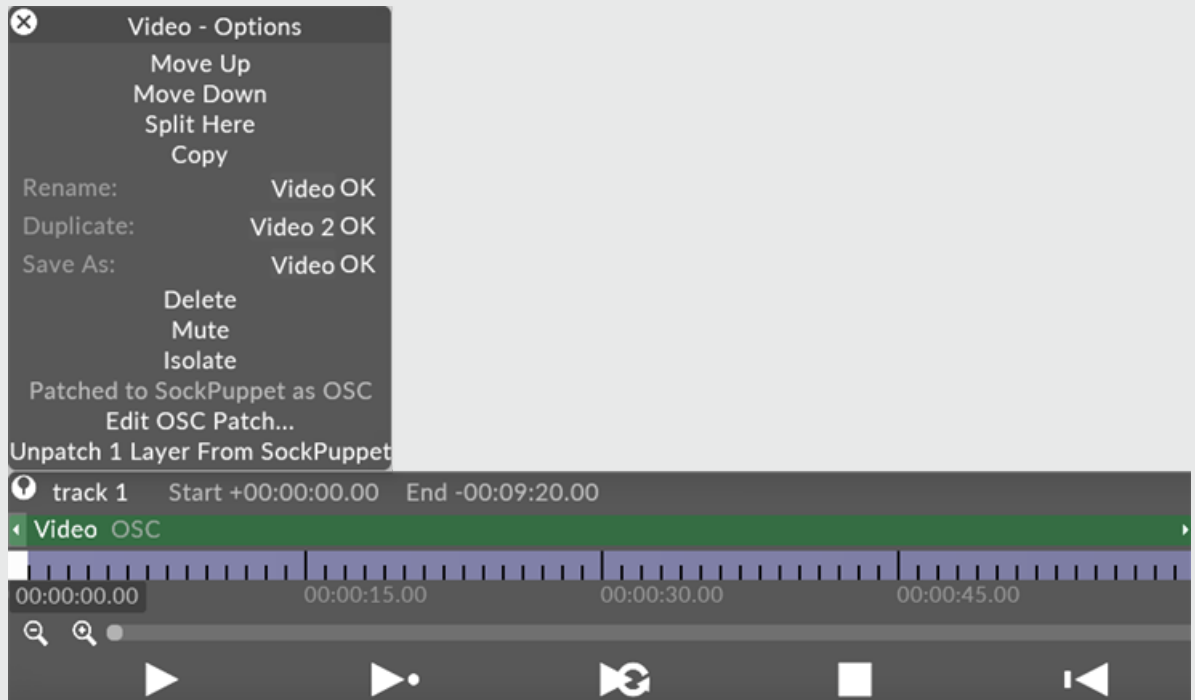 Video - Options
Move Up
Move Down
Split Here
Copy
Rename: Video OK
Duplicate: Video 2 OK
Save As: Video OK
Delete
Mute
Isolate
Patched to SockPuppet as OSC
Edit OSC Patch...
Unpatch 1 Layer From SockPuppet
track 1 Start +00:00:00.00 End -00:09:20.00
Video OSC
00:00:00.00 00:00:15.00 00:00:30.00 00:00:45.00